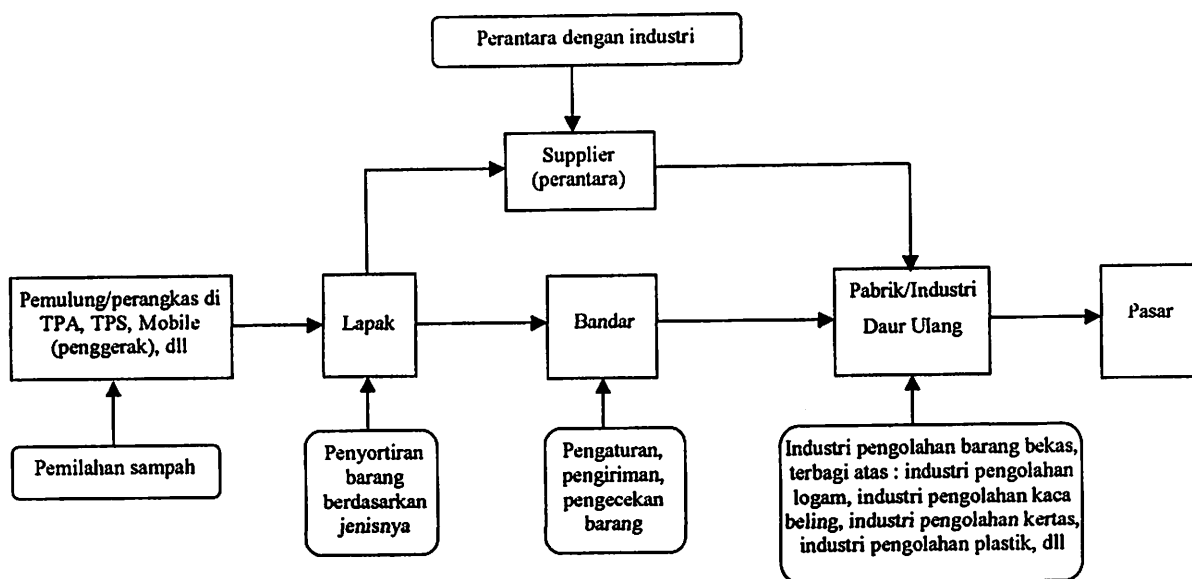 Perantara dengan industri
Supplier
(perantara)
Pemulung/perangkas di
TPA, TPS, Mobile
(penggerak), dll
Lapak
Bandar
Pabrik/Industri
Daur Ulang
Pasar
Pemilahan sampah
Penyortiran
barang
berdasarkan
jenisnya
Pengaturan,
pengiriman,
pengecekan
barang
Industri pengolahan barang bekas,
terbagi atas : industri pengolahan
logam, industri pengolahan kaca
beling, industri pengolahan kertas,
industri pengolahan plastik, dll